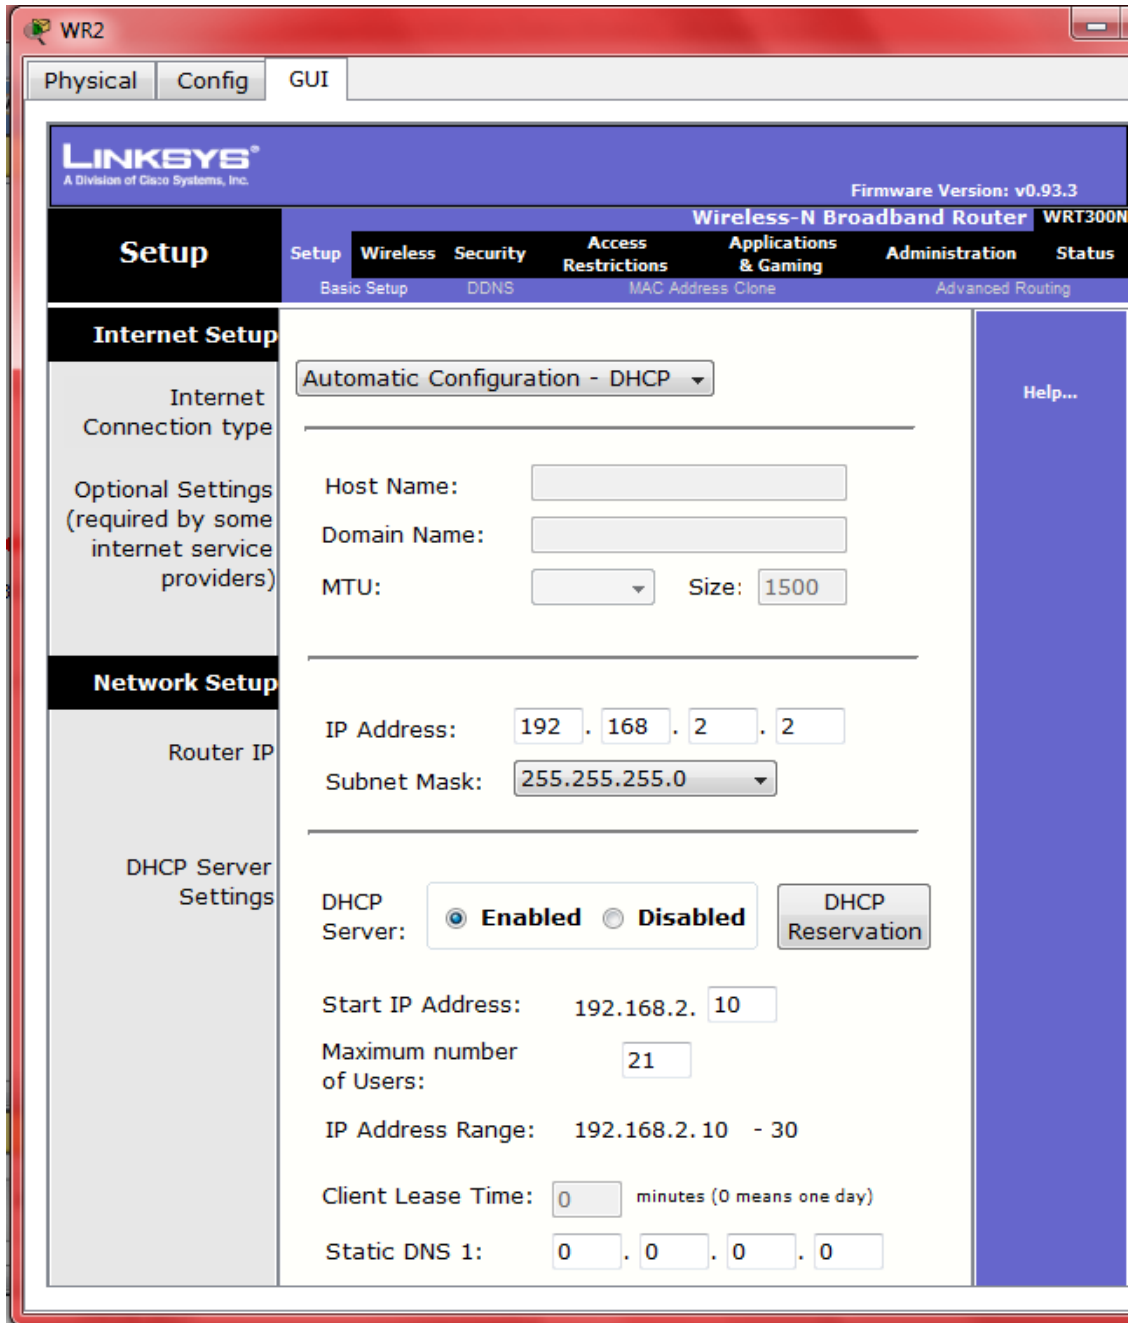 WR2
Physical Config GUI
LINKSYS®
A Division of Cisco Systems, Inc.
Firmware Version: v0.93.3
Wireless-N Broadband Router WRT300N
Setup
Setup Wireless Security Access Restrictions Applications & Gaming Administration Status
Basic Setup DDNS MAC Address Clone Advanced Routing
Internet Setup
Automatic Configuration - DHCP
Help...
Internet
Connection type
Optional Settings
(required by some
internet service
providers)
Host Name:
Domain Name:
MTU: Size: 1500
Network Setup
Router IP
IP Address: 192 . 168 . 2 . 2
Subnet Mask: 255.255.255.0
DHCP Server
Settings
DHCP
Server:
Enabled Disabled
DHCP
Reservation
Start IP Address: 192.168.2. 10
Maximum number
of Users:
21
IP Address Range: 192.168.2.10 - 30
Client Lease Time: 0 minutes (0 means one day)
Static DNS 1: 0 . 0 . 0 . 0